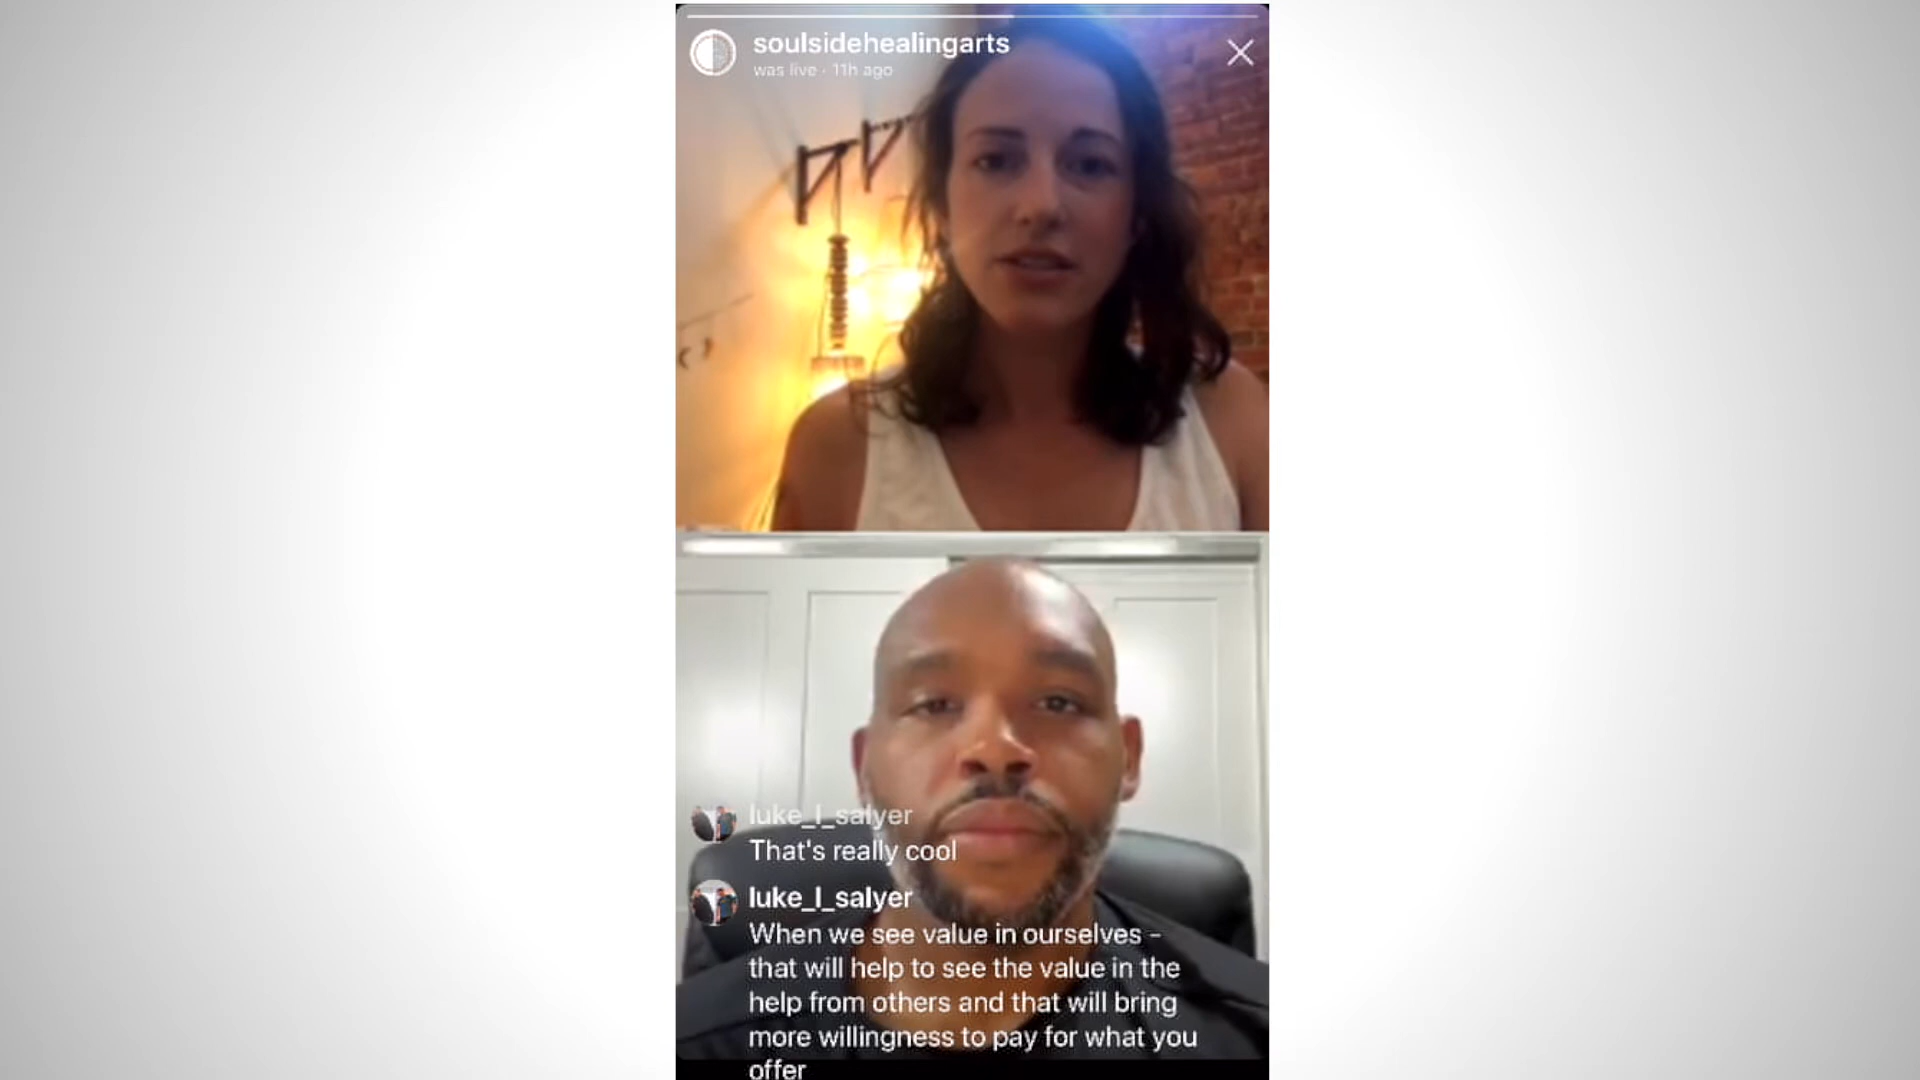 soulsidehealingarts
was live · 11h ago
luke_l_salyer
That's really cool
luke_l_salyer
When we see value in ourselves -
that will help to see the value in the
help from others and that will bring
more willingness to pay for what you
offer